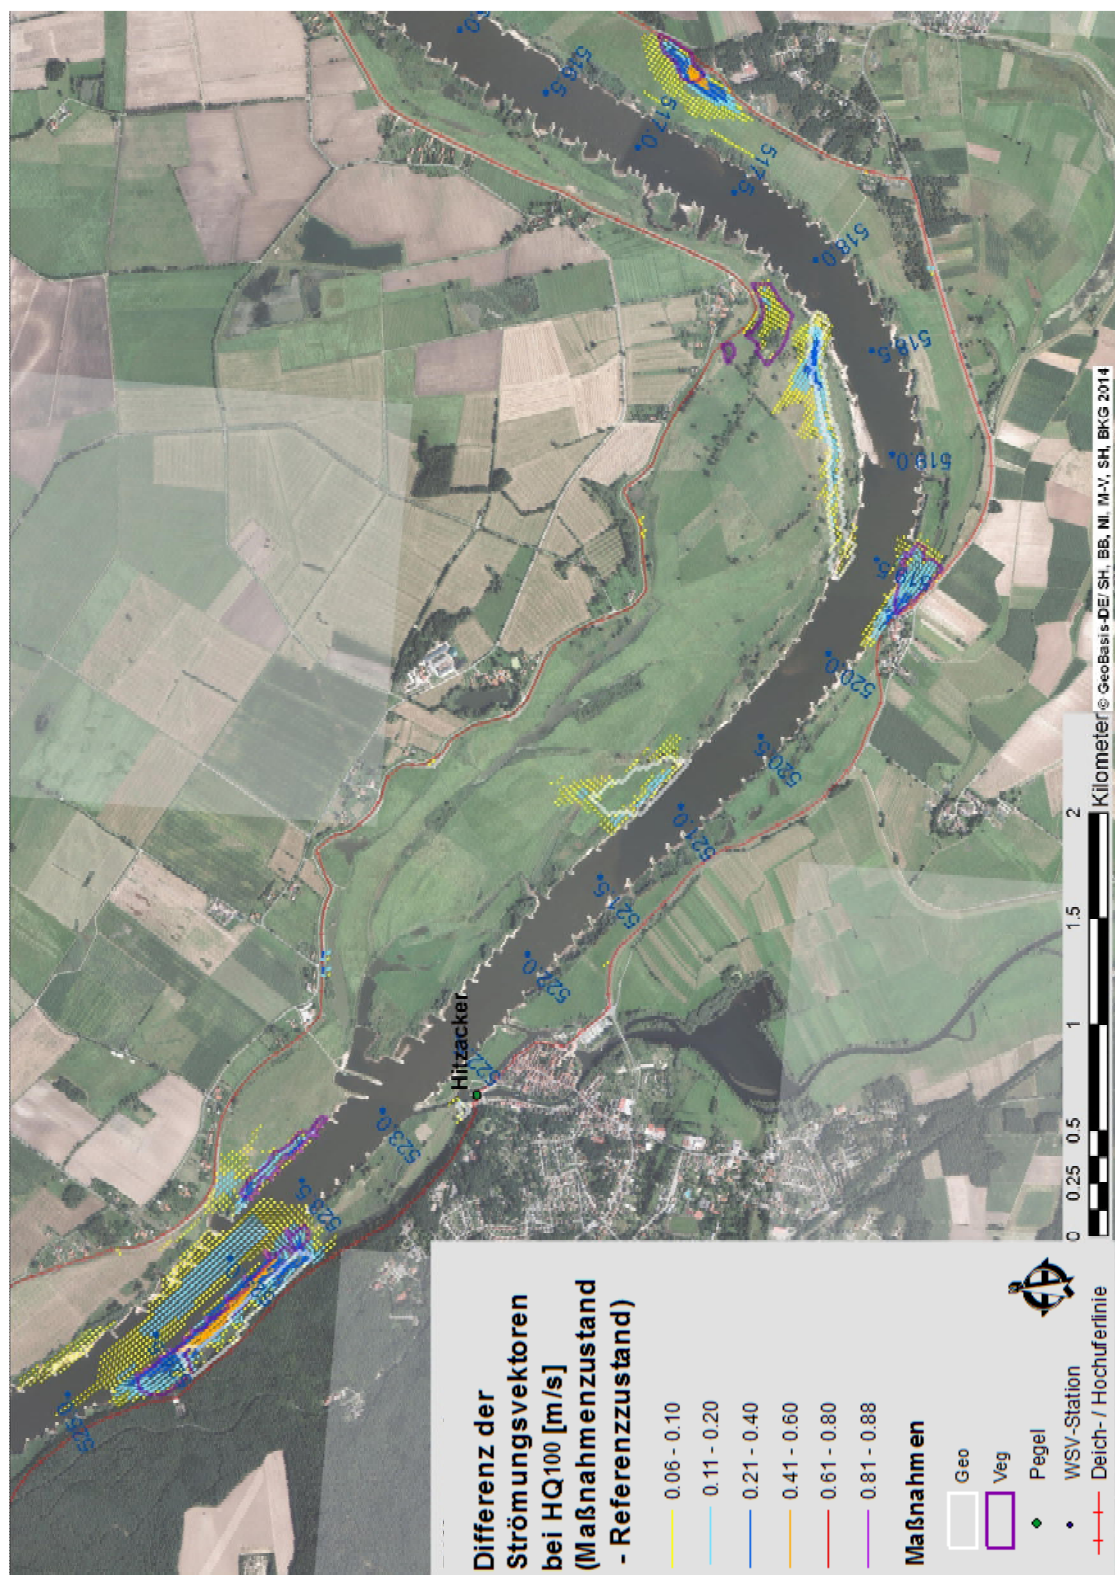 516.5
517.0
517.5
518.0
518.5
519.0
519.5
520.0
520.5
521.0
521.5
522.0
522
Hitzacker
523.0
523.5
Differenz der
Strömungsvektoren
bei HQ100 [m/s]
(Maßnahmenzustand
- Referenzzustand)
0.06 - 0.10
0.11 - 0.20
0.21 - 0.40
0.41 - 0.60
0.61 - 0.80
0.81 - 0.88
Maßnahmen
Geo
Veg
Pegel
WSV-Station
Deich- / Hochuferlinie
0 0.25 0.5 1 1.5 2
Kilometer
© GeoBasis-DE/ SH, BB, NI, M-V, SH, BKG 2014